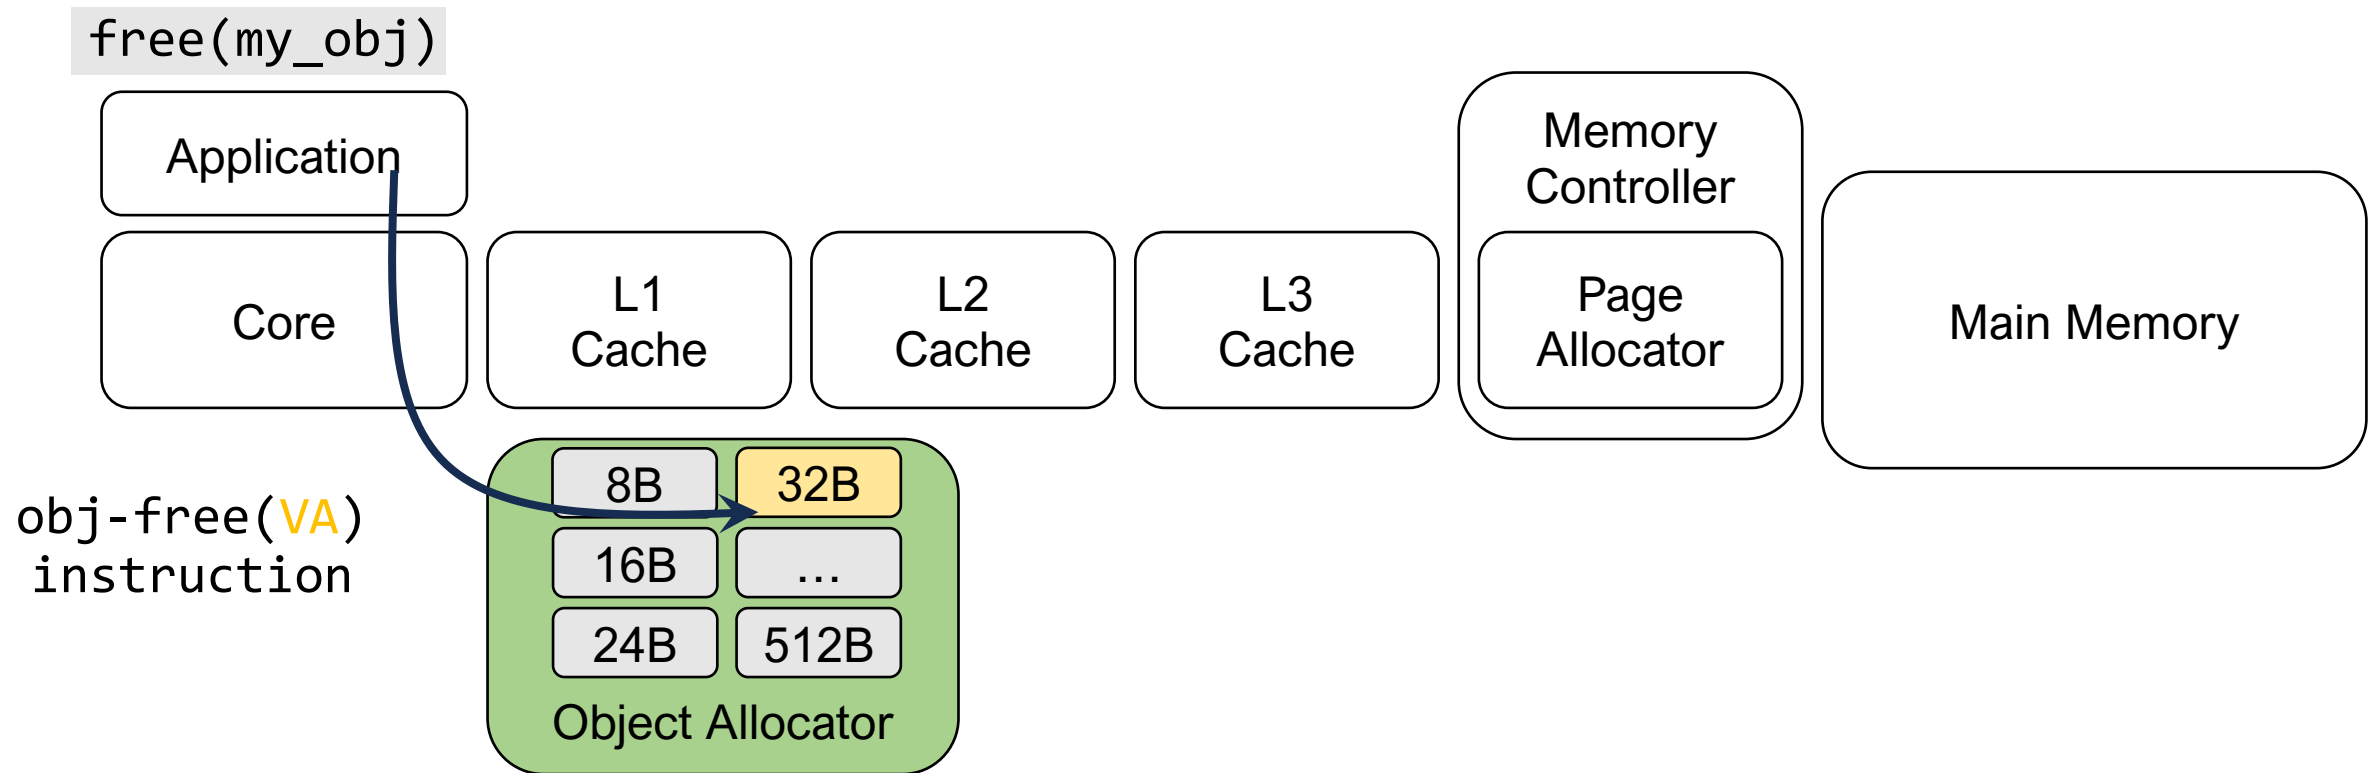 free(my_obj)
Application
Core
L1
Cache
L2
Cache
L3
Cache
Memory
Controller
Page
Allocator
Main Memory
obj-free(VA)
instruction
8B
32B
16B
...
24B
512B
Object Allocator